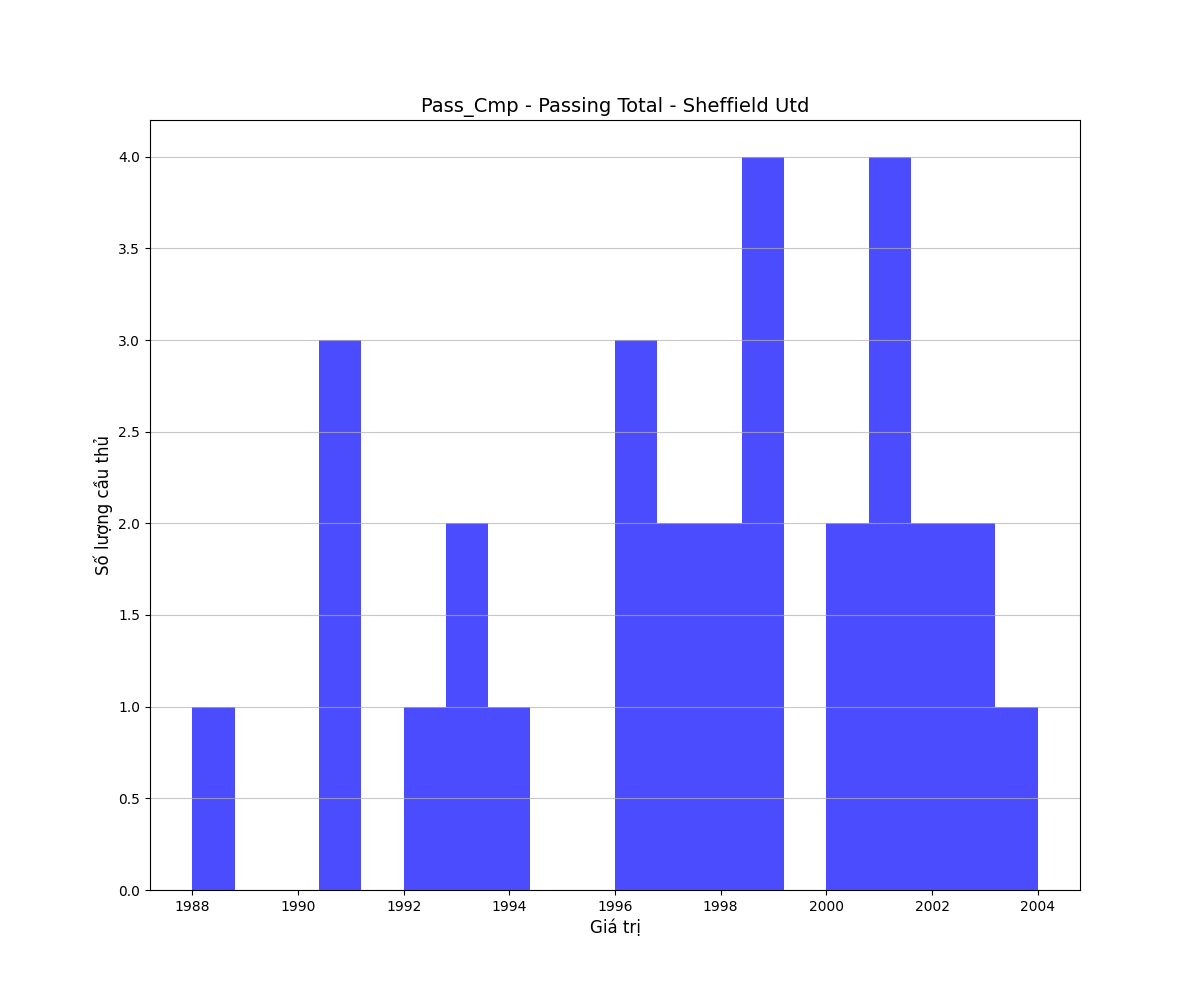 Pass_Cmp - Passing Total - Sheffield Utd
Số lượng cầu thủ
4.0
3.5
3.0
2.5
2.0
1.5
1.0
0.5
0.0
1988 1990 1992 1994 1996 1998 2000 2002 2004
Giá trị